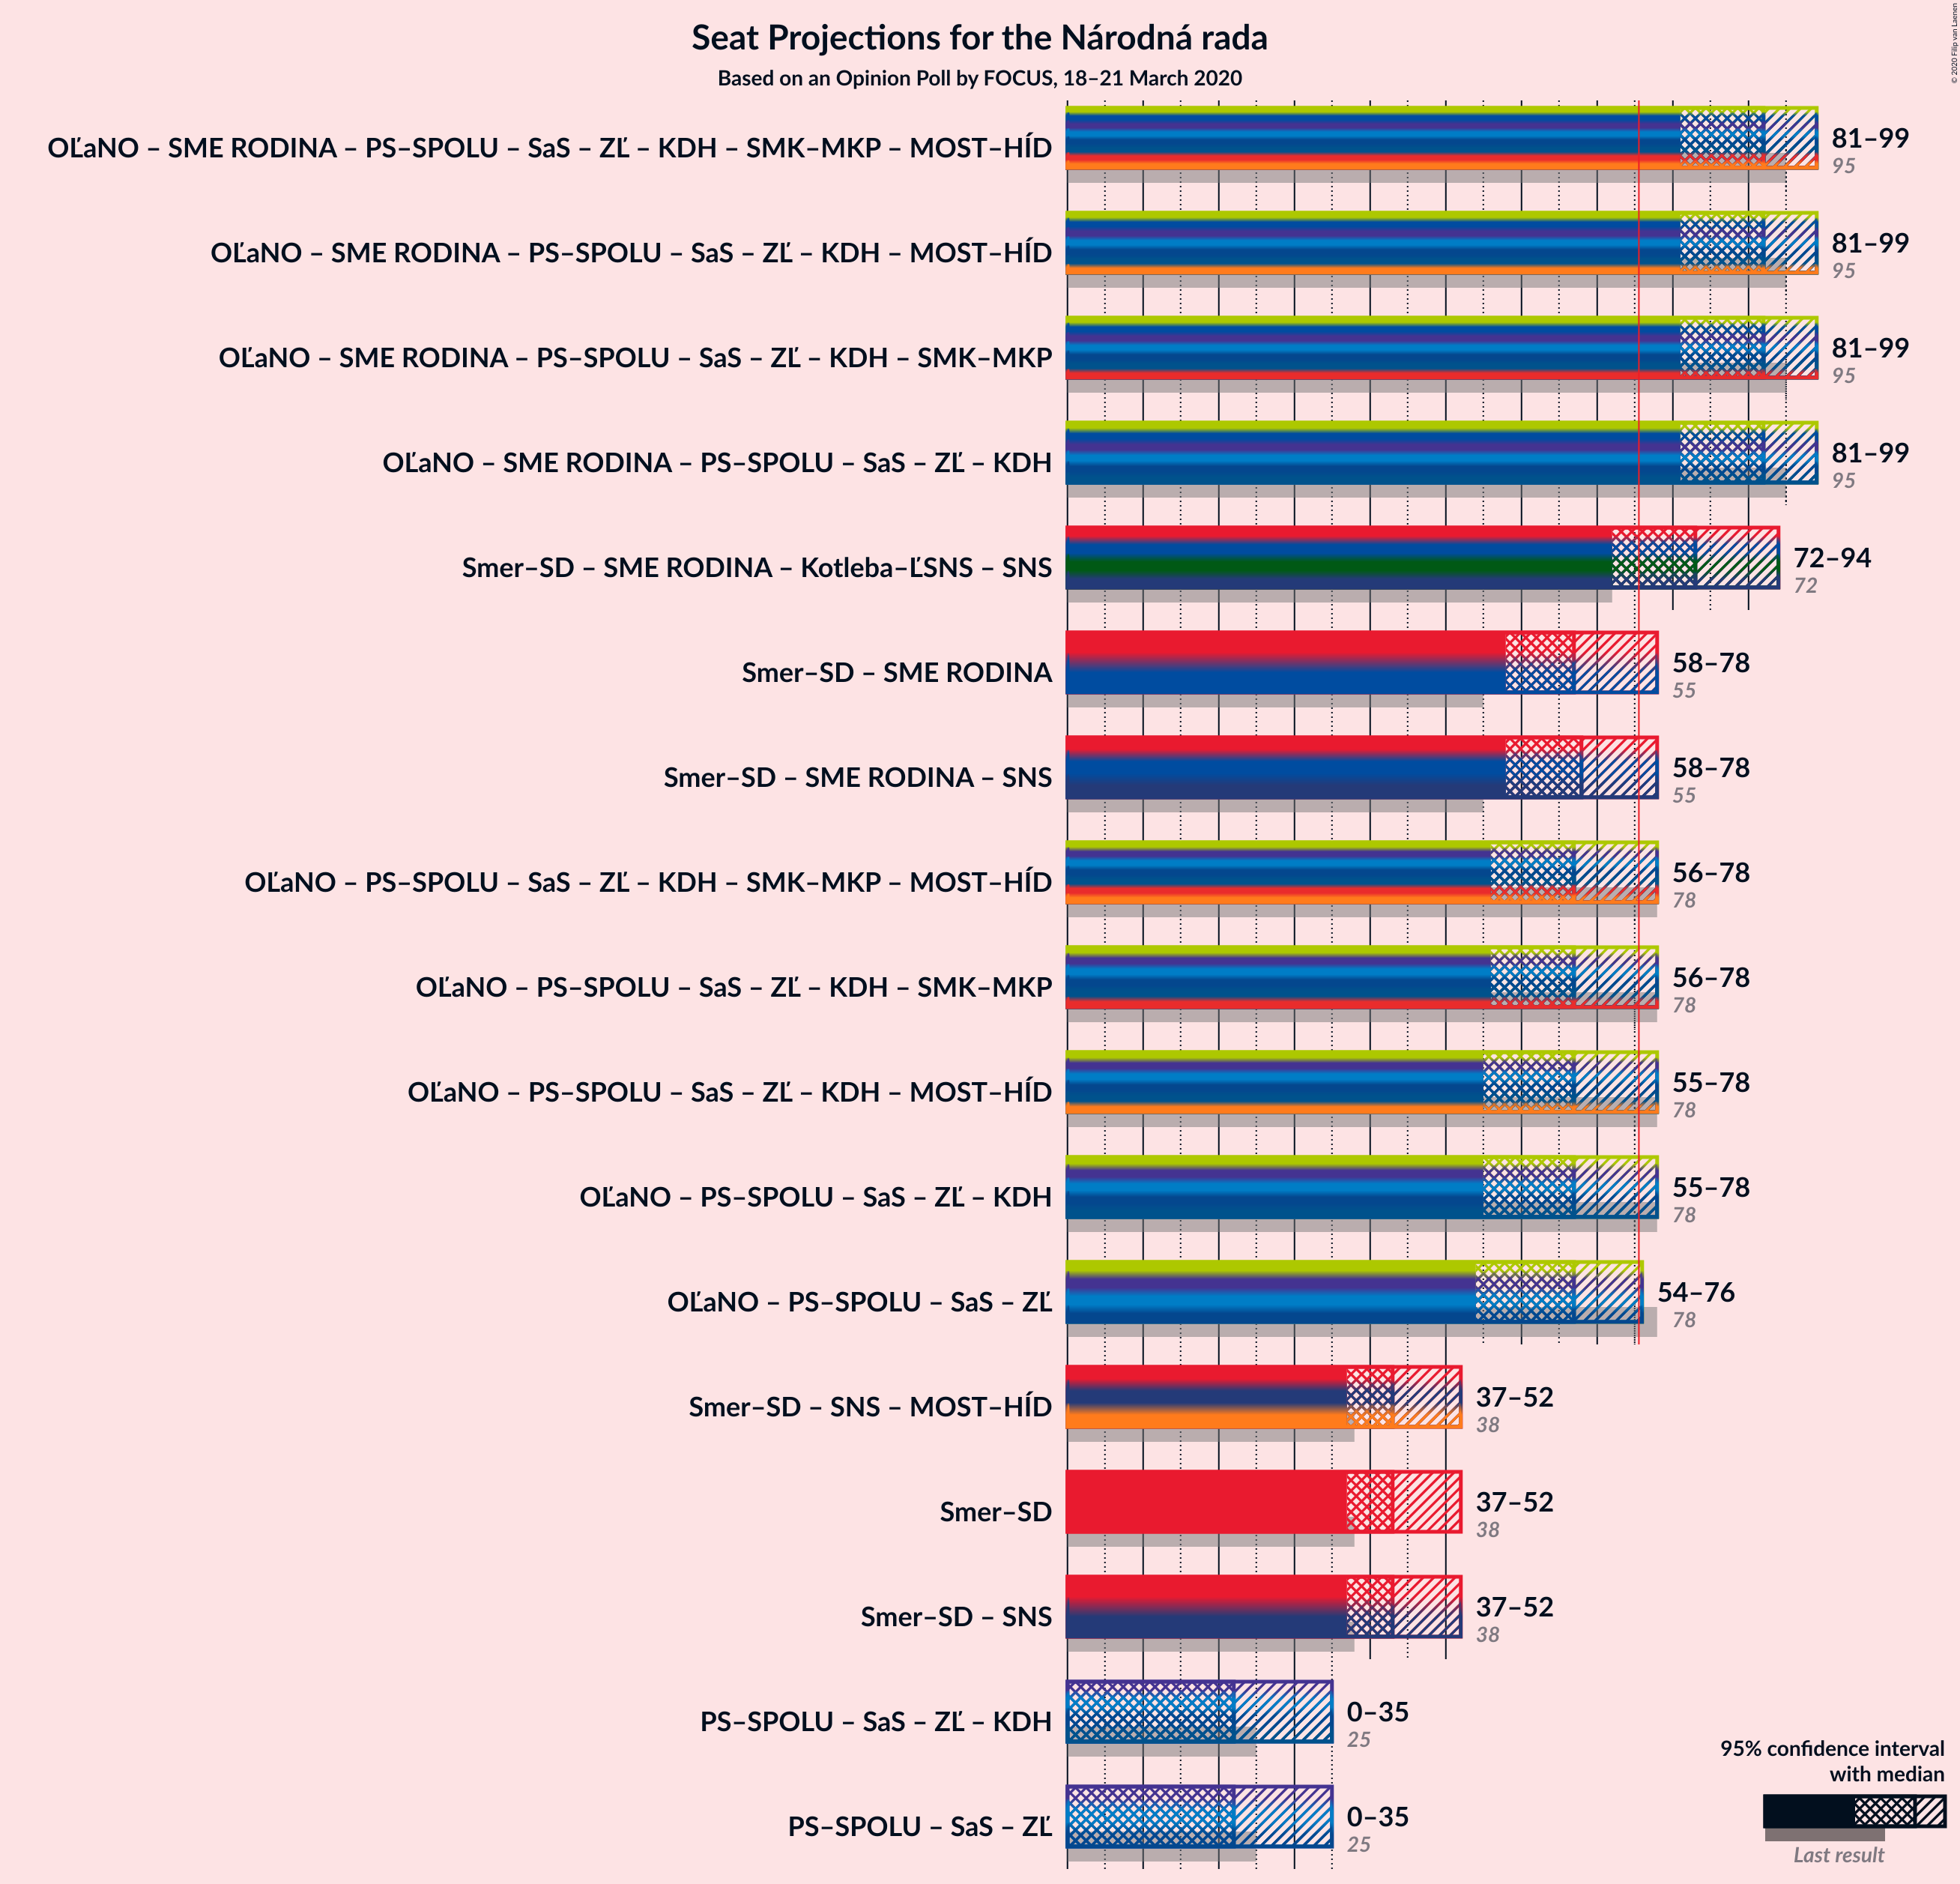 Seat Projections for the Národná rada
Based on an Opinion Poll by FOCUS, 18–21 March 2020
© 2020 Filip van Laenen
OĽaNO – SME RODINA – PS–SPOLU – SaS – ZĽ – KDH – SMK–MKP – MOST–HÍD
81–99
95
OĽaNO – SME RODINA – PS–SPOLU – SaS – ZĽ – KDH – MOST–HÍD
81–99
95
OĽaNO – SME RODINA – PS–SPOLU – SaS – ZĽ – KDH – SMK–MKP
81–99
95
OĽaNO – SME RODINA – PS–SPOLU – SaS – ZĽ – KDH
81–99
95
Smer–SD – SME RODINA – Kotleba–ĽSNS – SNS
72–94
72
Smer–SD – SME RODINA
58–78
55
Smer–SD – SME RODINA – SNS
58–78
55
OĽaNO – PS–SPOLU – SaS – ZĽ – KDH – SMK–MKP – MOST–HÍD
56–78
78
OĽaNO – PS–SPOLU – SaS – ZĽ – KDH – SMK–MKP
56–78
78
OĽaNO – PS–SPOLU – SaS – ZĽ – KDH – MOST–HÍD
55–78
78
OĽaNO – PS–SPOLU – SaS – ZĽ – KDH
55–78
78
OĽaNO – PS–SPOLU – SaS – ZĽ
54–76
78
Smer–SD – SNS – MOST–HÍD
37–52
38
Smer–SD
37–52
38
Smer–SD – SNS
37–52
38
PS–SPOLU – SaS – ZĽ – KDH
0–35
25
PS–SPOLU – SaS – ZĽ
0–35
25
95% confidence interval
with median
Last result